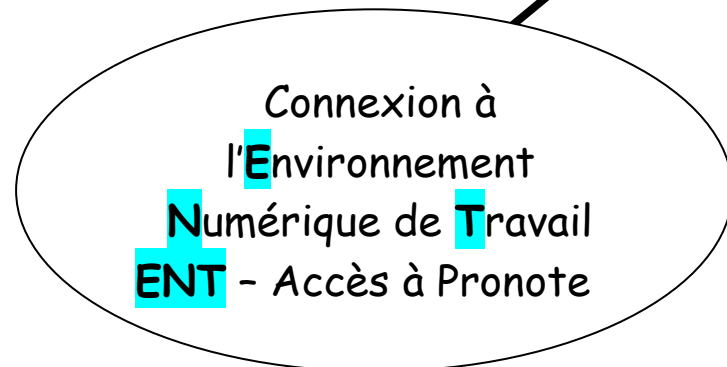 Connexion à
l'Environnement
Numérique de Travail
ENT – Accès à Pronote